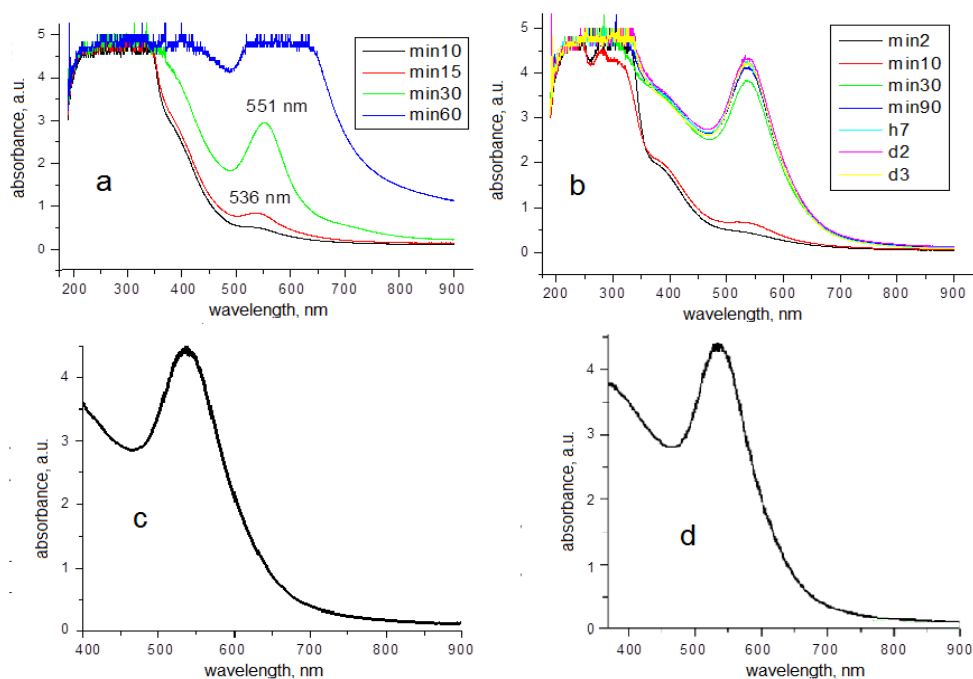 5
4
3
2
1
0
absorbance, a.u.
a
551 nm
536 nm
min10
min15
min30
min60
200 300 400 500 600 700 800 900
wavelength, nm
5
4
3
2
1
0
absorbance, a.u.
b
min2
min10
min30
min90
h7
d2
d3
200 300 400 500 600 700 800 900
wavelength, nm
4
3
2
1
0
absorbance, a.u.
c
400 500 600 700 800 900
wavelength, nm
4
3
2
1
0
absorbance, a.u.
d
400 500 600 700 800 900
wavelength, nm